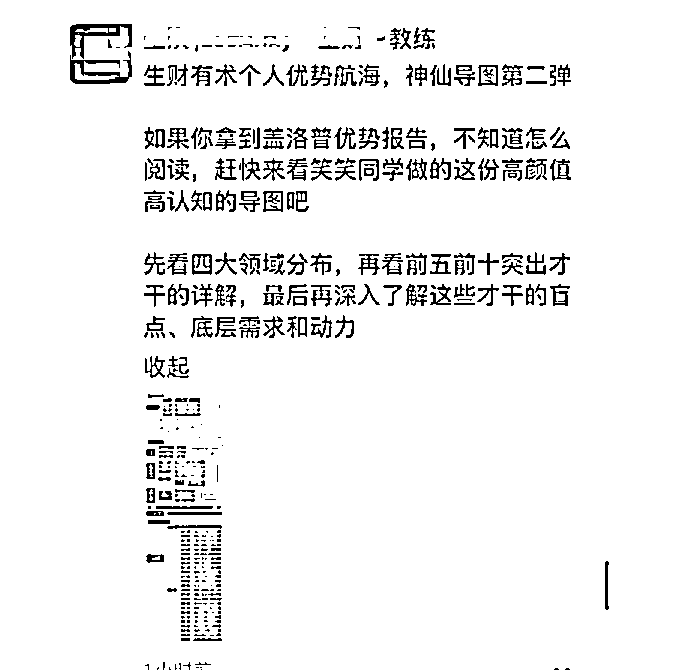 -教练
生财有术个人优势航海，神仙导图第二弹
如果你拿到盖洛普优势报告，不知道怎么
阅读，赶快来看笑笑同学做的这份高颜值
高认知的导图吧
先看四大领域分布，再看前五前十突出才
干的详解，最后再深入了解这些才干的盲
点、底层需求和动力
收起